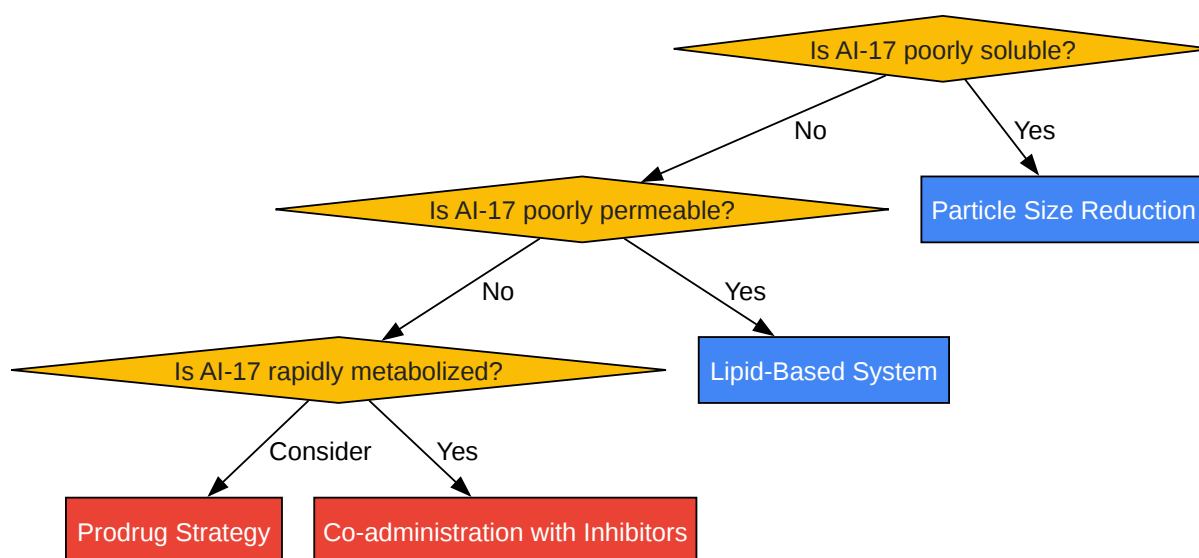 Is AI-17 poorly soluble?
No
Yes
Is AI-17 poorly permeable?
Particle Size Reduction
No
Yes
Is AI-17 rapidly metabolized?
Lipid-Based System
Consider
Yes
Prodrug Strategy
Co-administration with Inhibitors